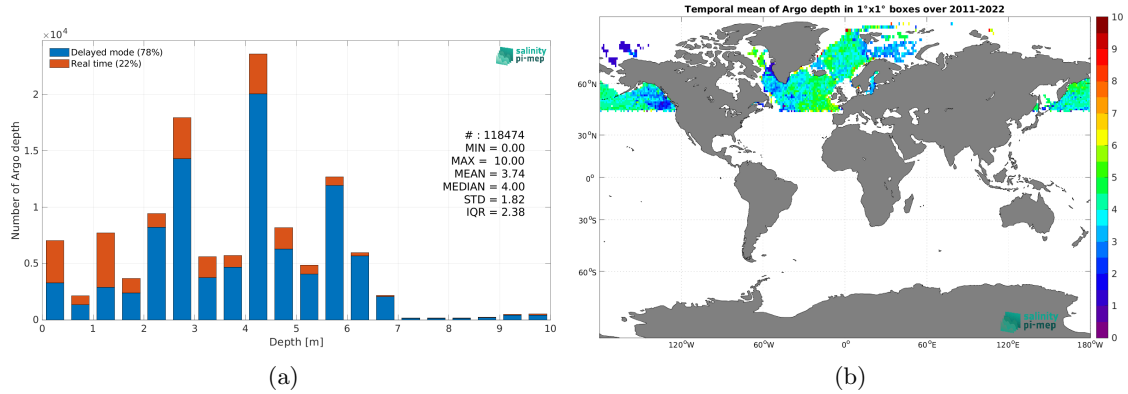 ×10⁴
Delayed mode (78%)
Real time (22%)
salinity
pi-mep
2
1.5
1
0.5
0
Number of Argo depth
# : 118474
MIN = 0.00
MAX = 10.00
MEAN = 3.74
MEDIAN = 4.00
STD = 1.82
IQR = 2.38
0 1 2 3 4 5 6 7 8 9 10
Depth [m]
(a)
Temporal mean of Argo depth in 1°x1° boxes over 2011-2022
60°N
30°N
0°
30°S
60°S
120°W 60°W 0° 60°E 120°E 180°W
salinity
pi-mep
10
9
8
7
6
5
4
3
2
1
0
(b)